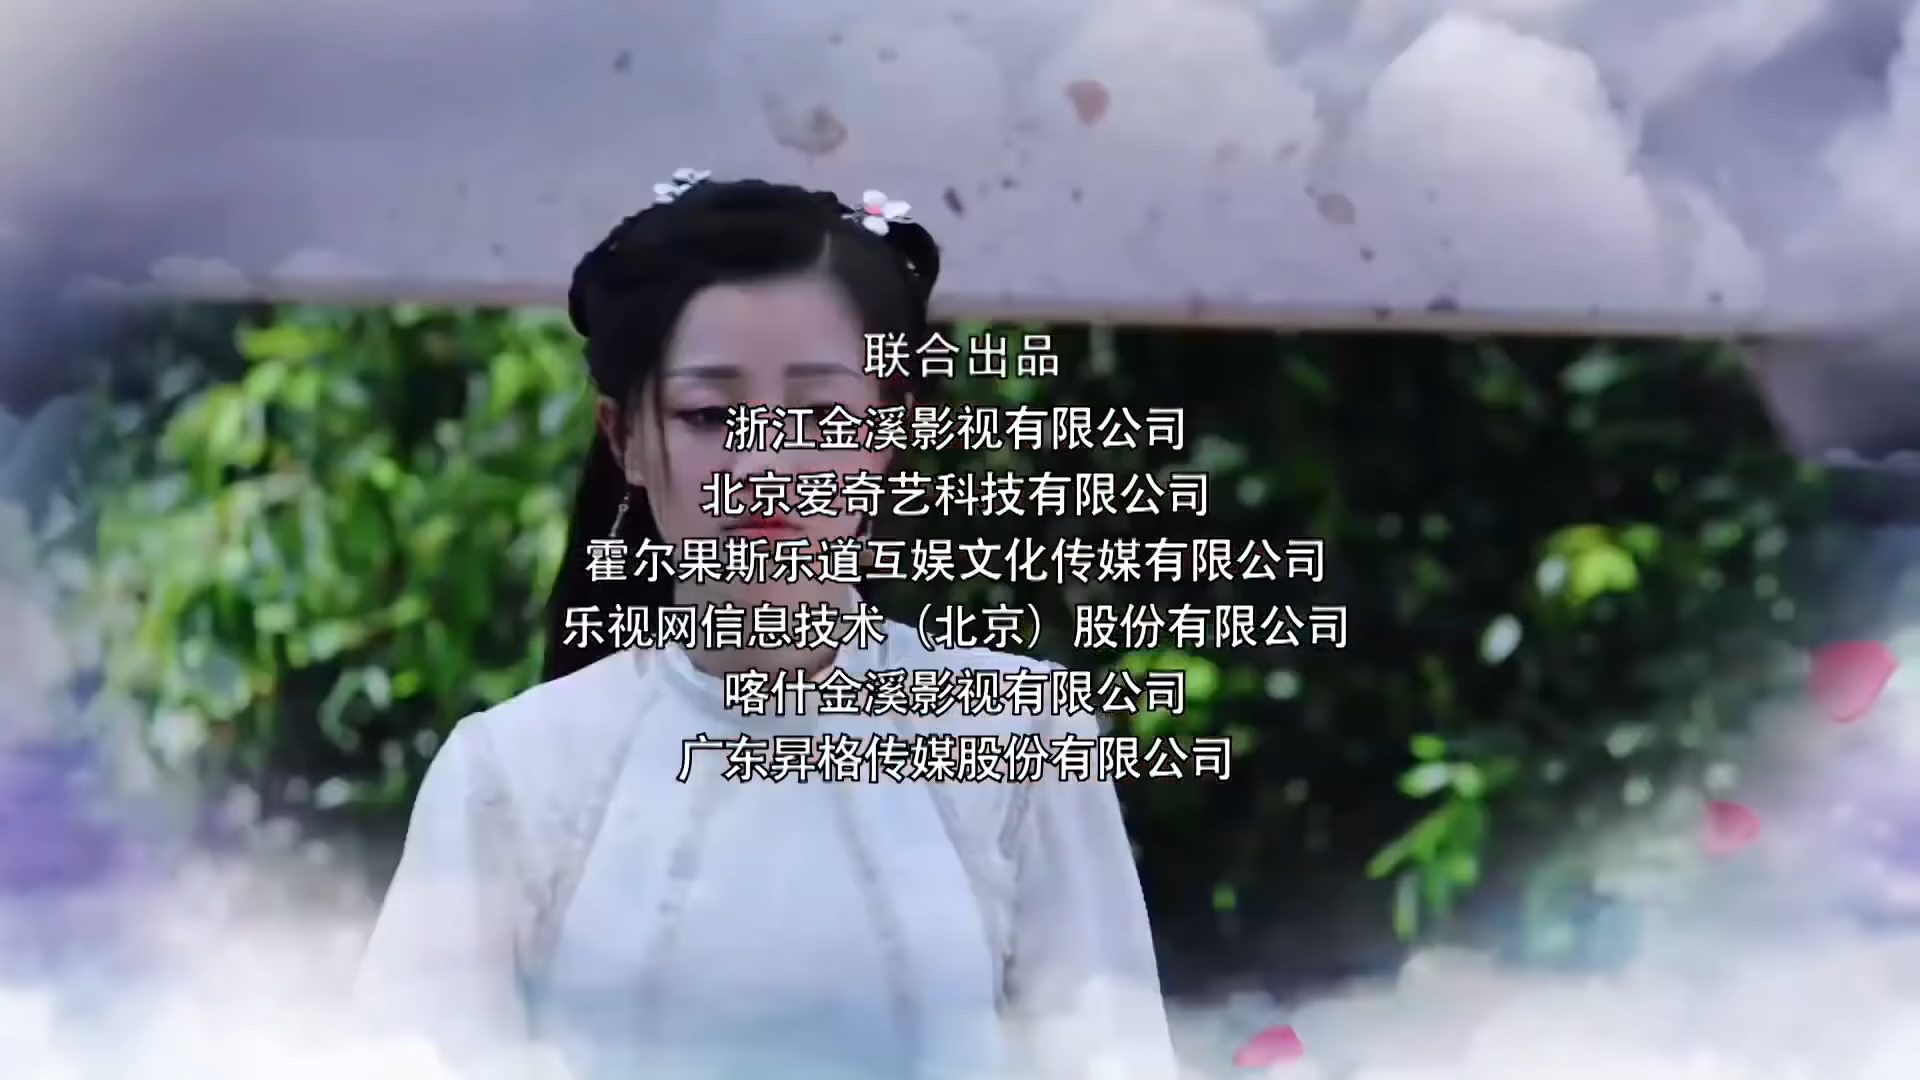 联合出品
浙江金溪影视有限公司
北京爱奇艺科技有限公司
霍尔果斯乐道互娱文化传媒有限公司
乐视网信息技术（北京）股份有限公司
喀什金溪影视有限公司
广东昇格传媒股份有限公司